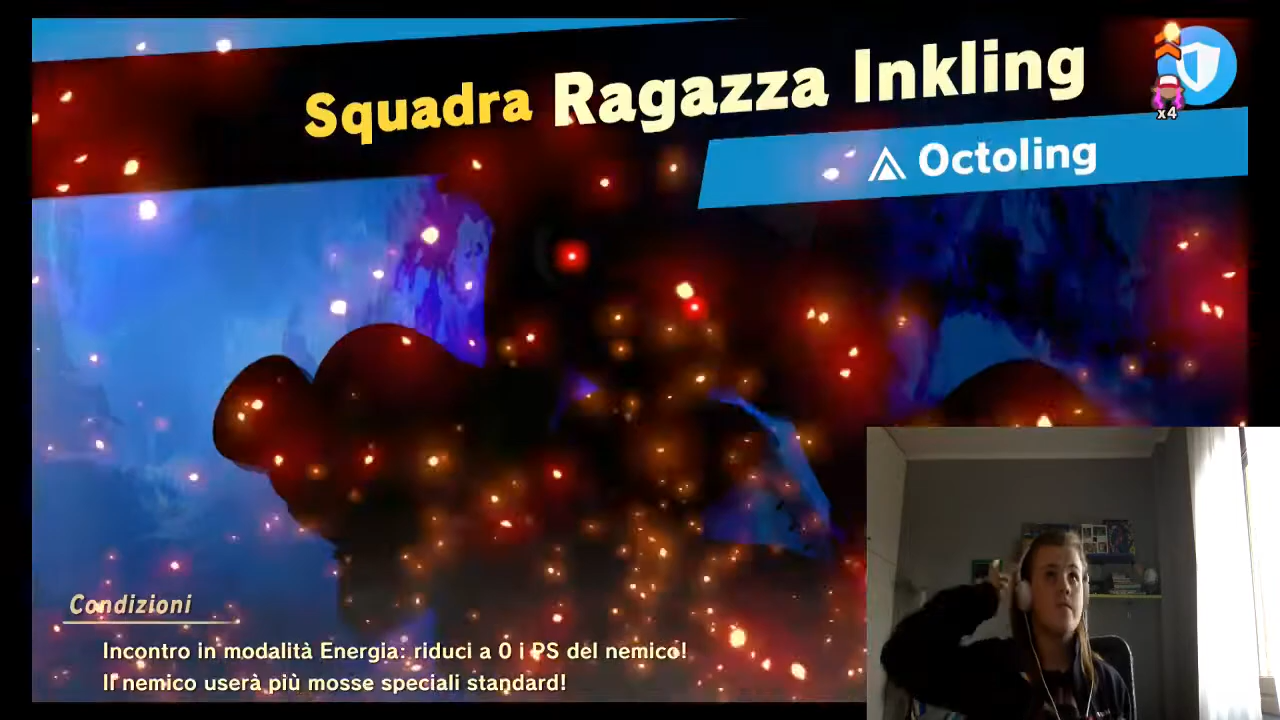 Squadra Ragazza Inkling
x4
Octoling
Condizioni
Incontro in modalità Energia: riduci a 0 i PS del nemico!
Il nemico userà più mosse speciali standard!